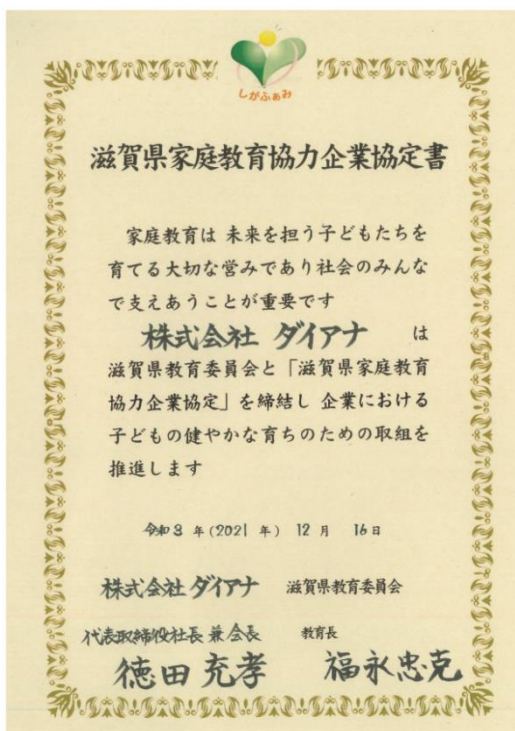 しがふぁみ
滋賀県家庭教育協力企業協定書
家庭教育は 未来を担う子どもたちを
育てる大切な営みであり社会のみんな
で支えあうことが重要です
株式会社 ダイアナ は
滋賀県教育委員会と「滋賀県家庭教育
協力企業協定」を締結し 企業における
子どもの健やかな育ちのための取組を
推進します
令和3年(2021年) 12月 16日
株式会社 ダイアナ 滋賀県教育委員会
代表取締役社長 兼 会長 教育長
徳田 充孝 福永忠克